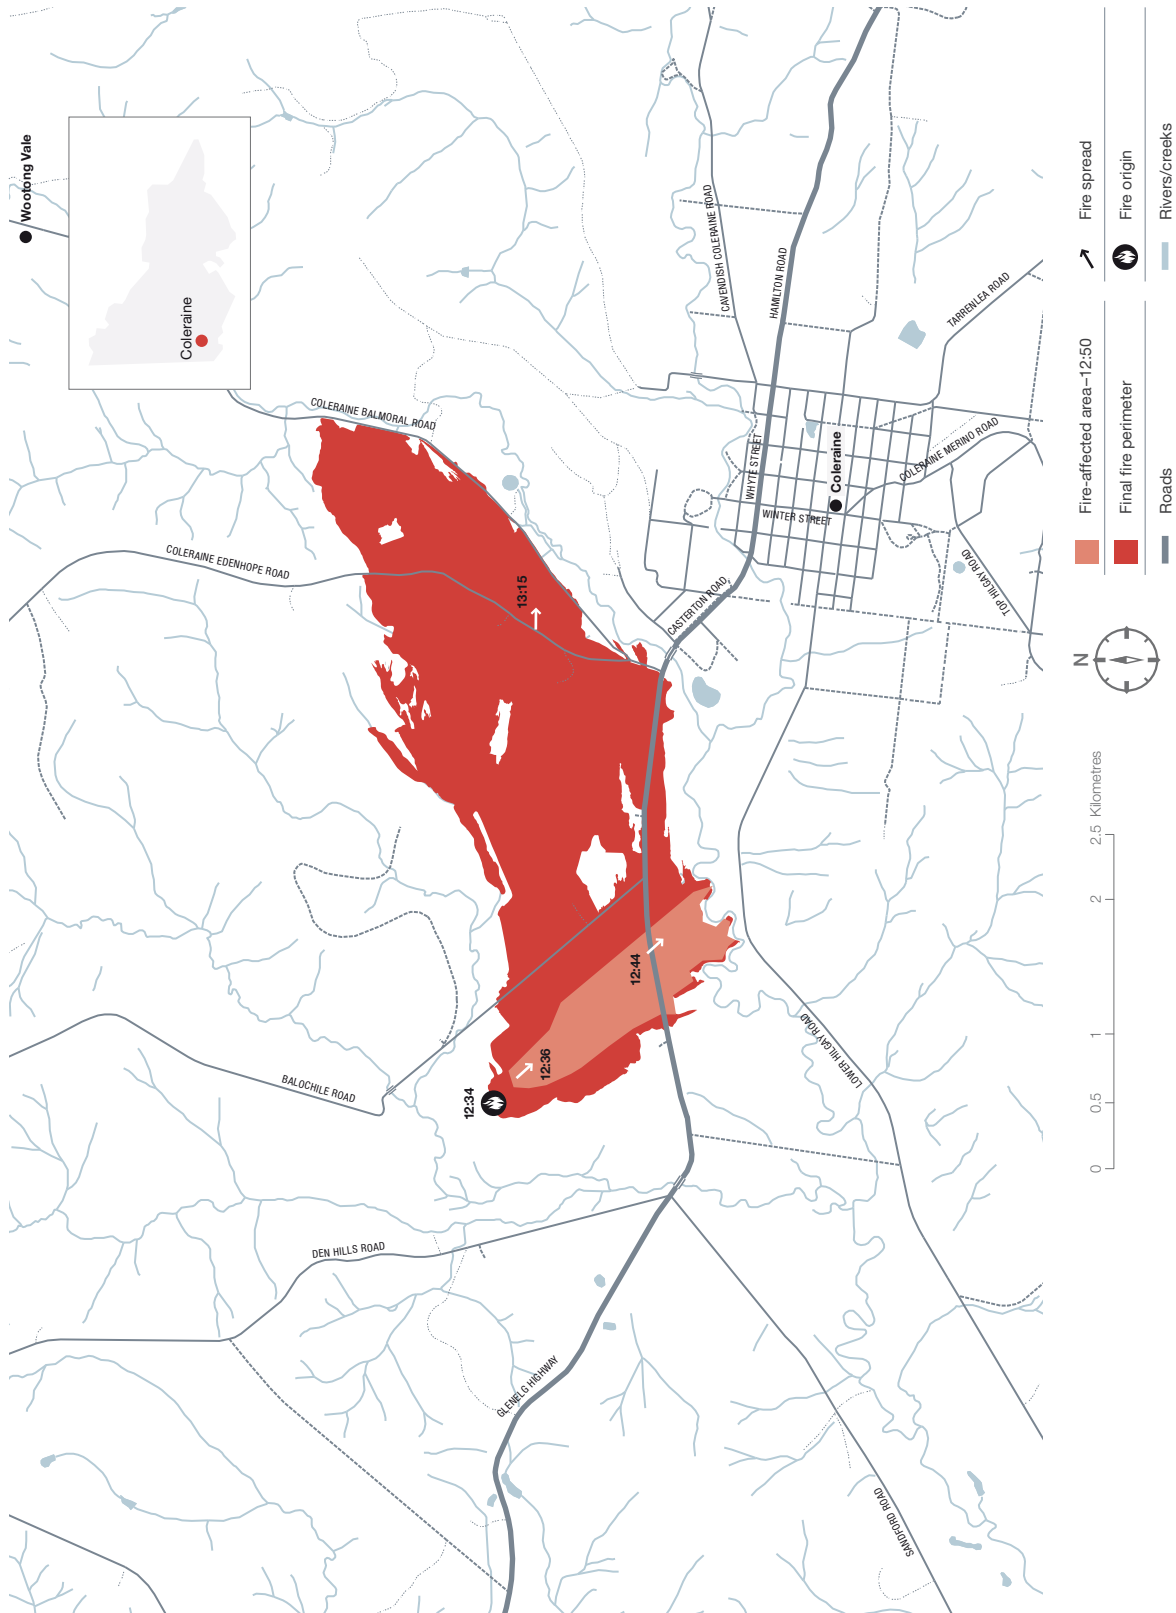 Wootong Vale
Coleraine
COLERAINE BALMORAL ROAD
COLERAINE EDENHOPE ROAD
13:15
CAVENDISH COLERAINE ROAD
HAMILTON ROAD
TARRENLEA ROAD
WHYTE STREET
Coleraine
COLERAINE MERINO ROAD
WINTER STREET
CASTERTON ROAD
TOP HILGAY ROAD
BALOCHILE ROAD
12:34
12:36
12:44
LOWER HILGAY ROAD
DEN HILLS ROAD
GLENELG HIGHWAY
SANDFORD ROAD
N
0 0.5 1 2 2.5 Kilometres
Fire-affected area–12:50
Final fire perimeter
Roads
Fire spread
Fire origin
Rivers/creeks